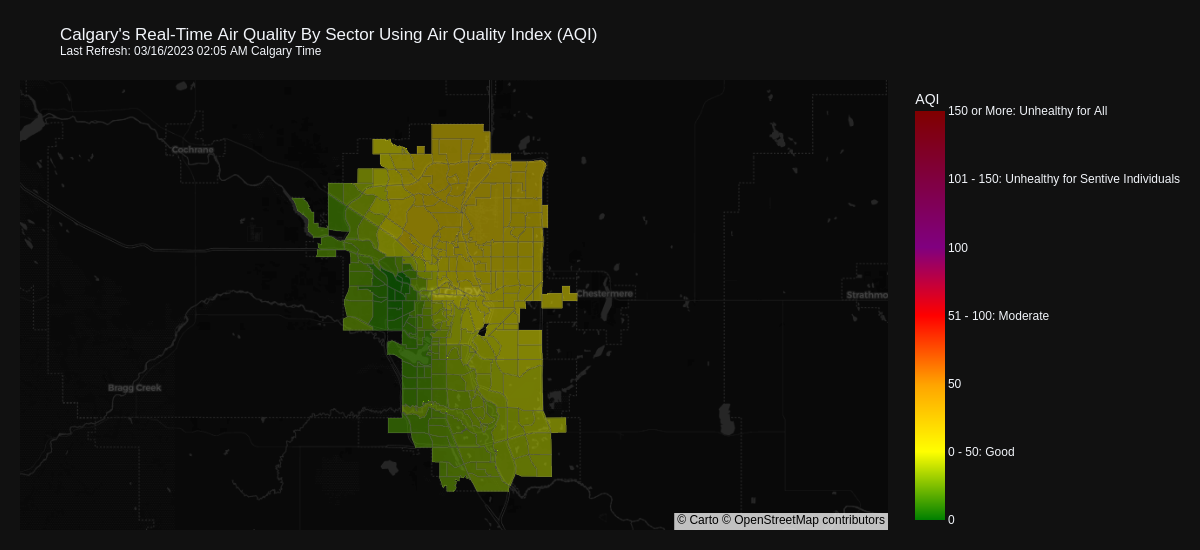 Calgary's Real-Time Air Quality By Sector Using Air Quality Index (AQI)
Last Refresh: 03/16/2023 02:05 AM Calgary Time
AQI
150 or More: Unhealthy for All
Cochrane
101 - 150: Unhealthy for Sentive Individuals
100
Chestermere
Strathmo
51 - 100: Moderate
50
Bragg Creek
0 - 50: Good
0
© Carto © OpenStreetMap contributors